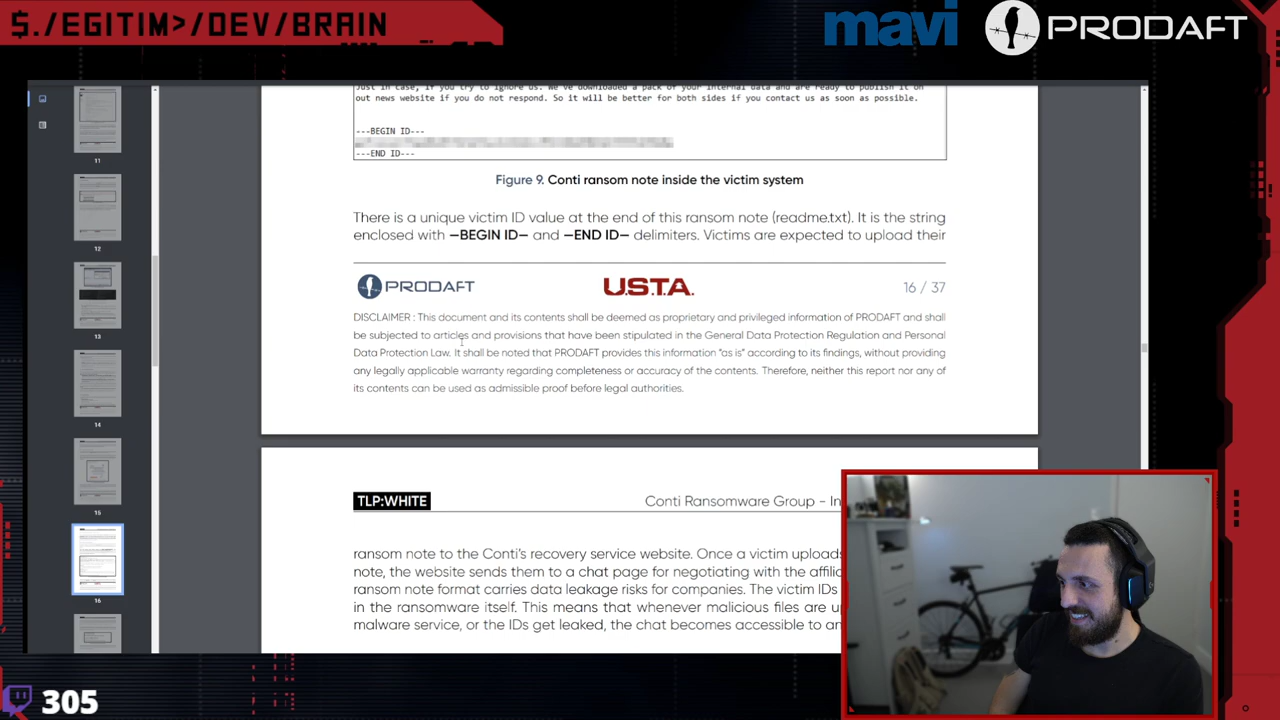 $./EGITIM>/DEV/BRAIN
mavi
PRODAFT
Just in case, if you try to ignore us. We've downloaded a pack of your internal data and are ready to publish it on
out news website if you do not respond. So it will be better for both sides if you contact us as soon as possible.
---BEGIN ID---
---END ID---
Figure 9. Conti ransom note inside the victim system
There is a unique victim ID value at the end of this ransom note (readme.txt). It is the string
enclosed with —BEGIN ID— and —END ID— delimiters. Victims are expected to upload their
PRODAFT
U.S.T.A.
16 / 37
DISCLAIMER : This document and its contents shall be deemed as proprietary and privileged information of PRODAFT and shall
be subjected to articles and provisions that have been stipulated in the General Data Protection Regulation and Personal
Data Protection Law. It shall be noted that PRODAFT provides this information "as is" according to its findings, without providing
any legally applicable warranty regarding completeness or accuracy of the contents. Therefore, neither this report nor any of
its contents can be used as admissible proof before legal authorities.
TLP:WHITE
Conti Ransomware Group - In
ransom note to the Conti's recovery service website. Once a victim uploads
note, the website sends them to a chat page for negotiating with the affilic
ransom note format carries data leakage risks for companies. The victim IDs
in the ransomware itself. This means that whenever malicious files are u
malware service, or the IDs get leaked, the chat becomes accessible to an
11
12
13
14
15
16
305